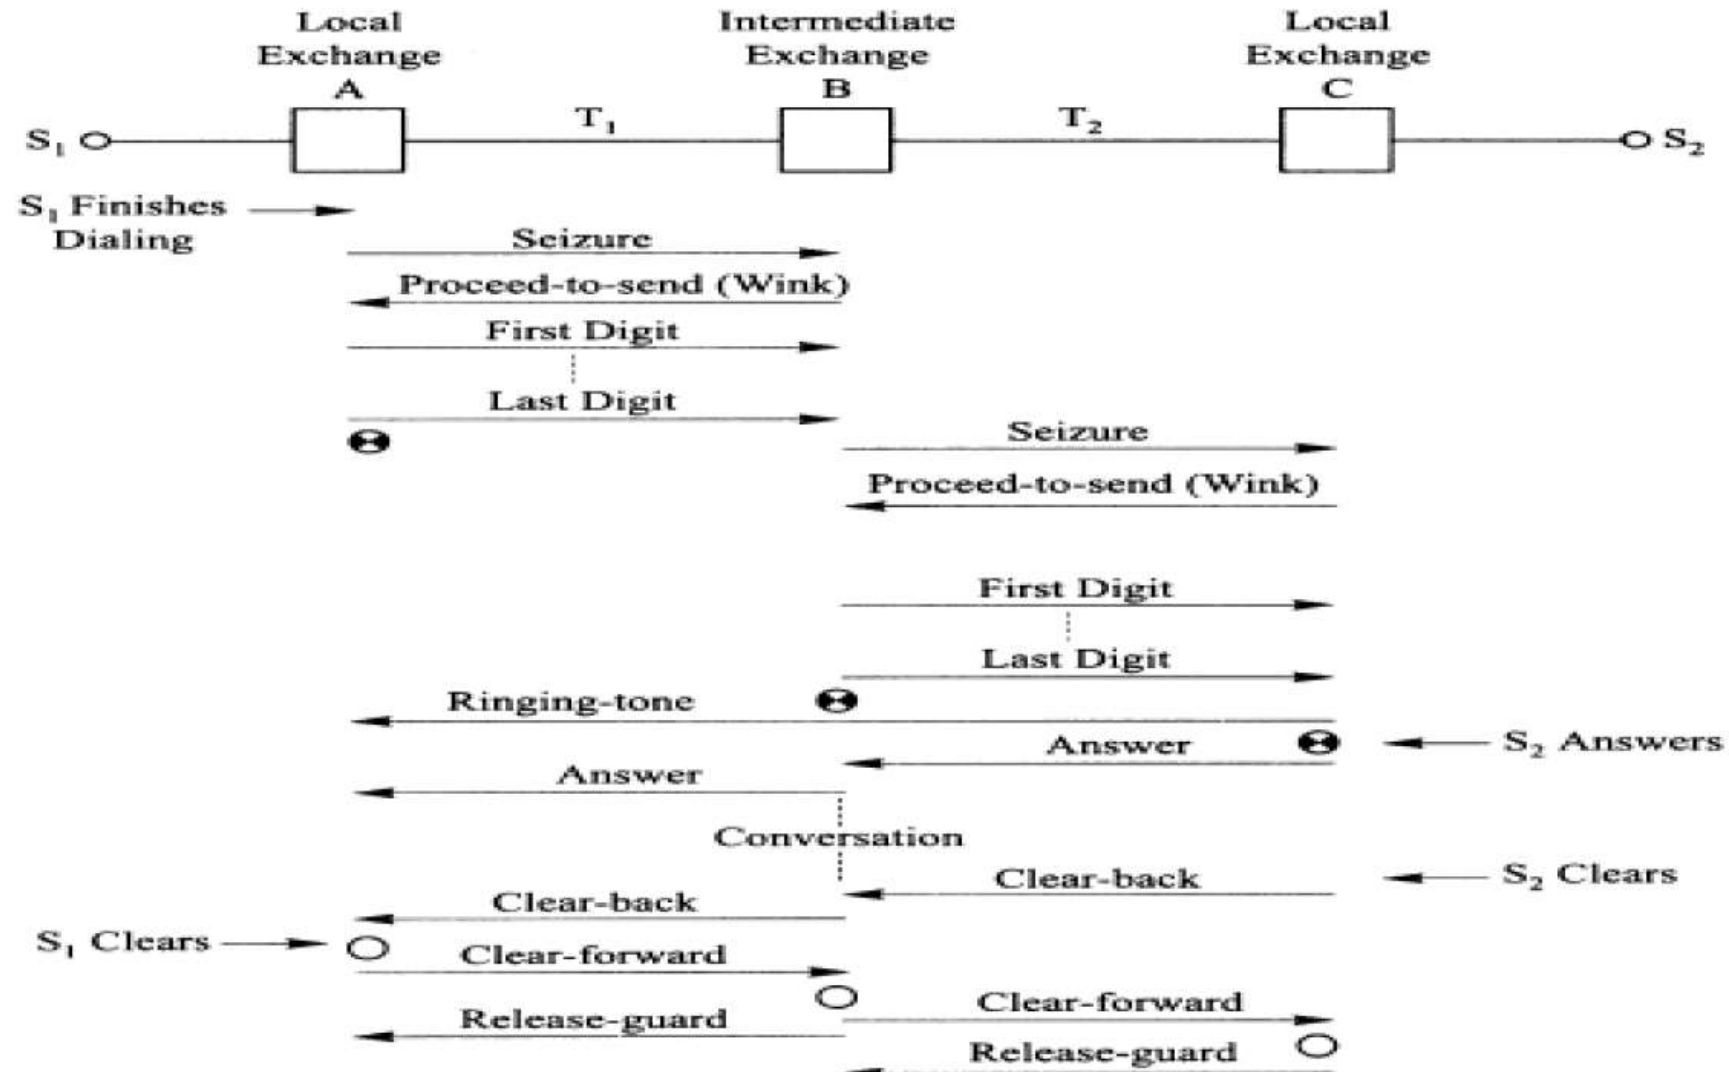 Local Exchange A
Intermediate Exchange B
Local Exchange C
S₁
T₁
T₂
S₂
S₁ Finishes Dialing
Seizure
Proceed-to-send (Wink)
First Digit
Last Digit
Seizure
Proceed-to-send (Wink)
First Digit
Last Digit
Ringing-tone
Answer
S₂ Answers
Answer
Conversation
Clear-back
S₂ Clears
Clear-back
S₁ Clears
Clear-forward
Clear-forward
Release-guard
Release-guard